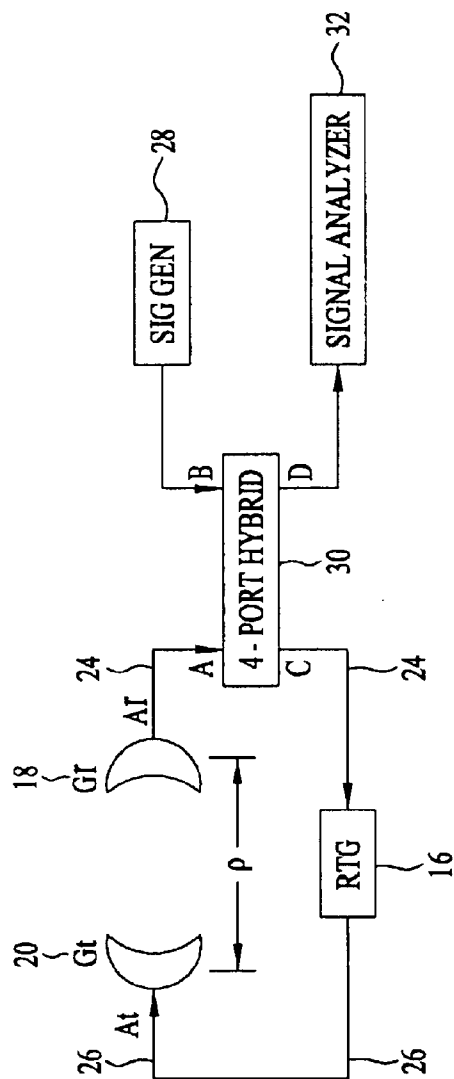 20
Gt
18
Gr
26
At
Ar
24
28
SIG GEN
A
B
ρ
4 - PORT HYBRID
C
D
30
32
SIGNAL ANALYZER
RTG
16
26
24